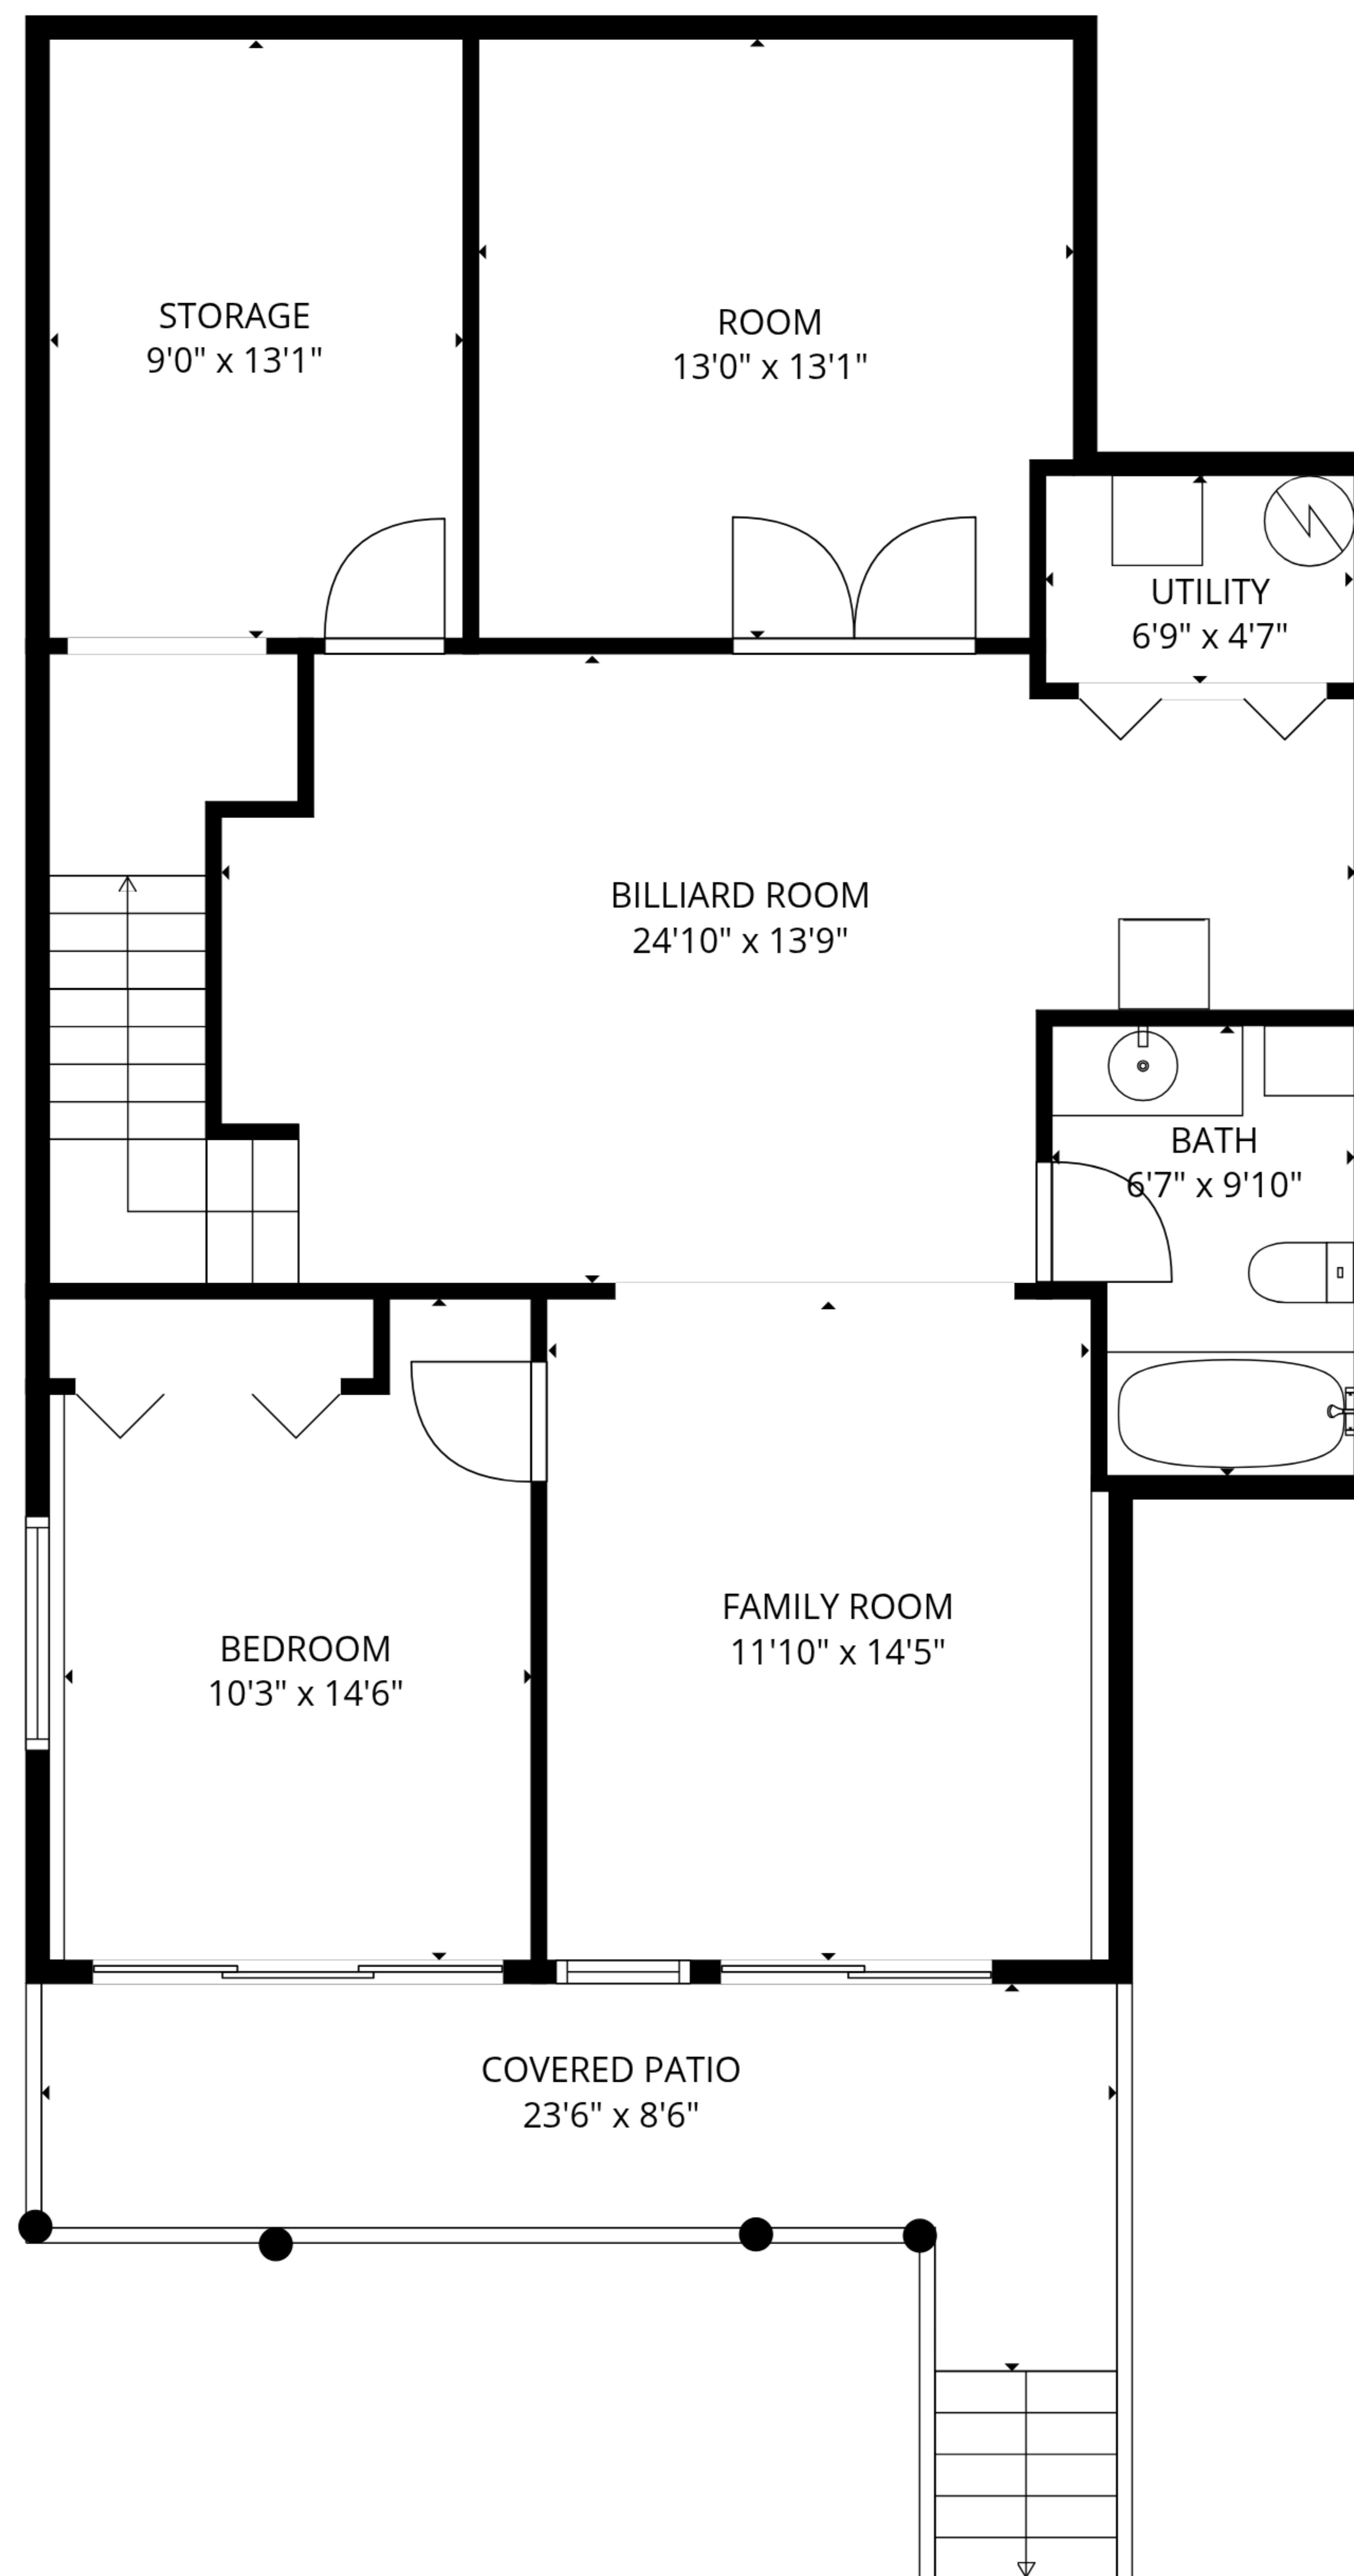 STORAGE
9'0" x 13'1"
ROOM
13'0" x 13'1"
UTILITY
6'9" x 4'7"
BILLIARD ROOM
24'10" x 13'9"
BATH
6'7" x 9'10"
FAMILY ROOM
11'10" x 14'5"
BEDROOM
10'3" x 14'6"
COVERED PATIO
23'6" x 8'6"